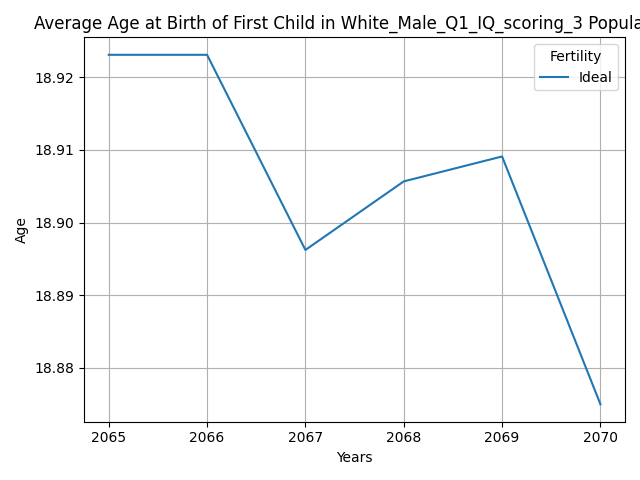 Average Age at Birth of First Child in White_Male_Q1_IQ_scoring_3 Popula
Fertility
Ideal
18.92
18.91
18.90
18.89
18.88
Age
2065 2066 2067 2068 2069 2070
Years